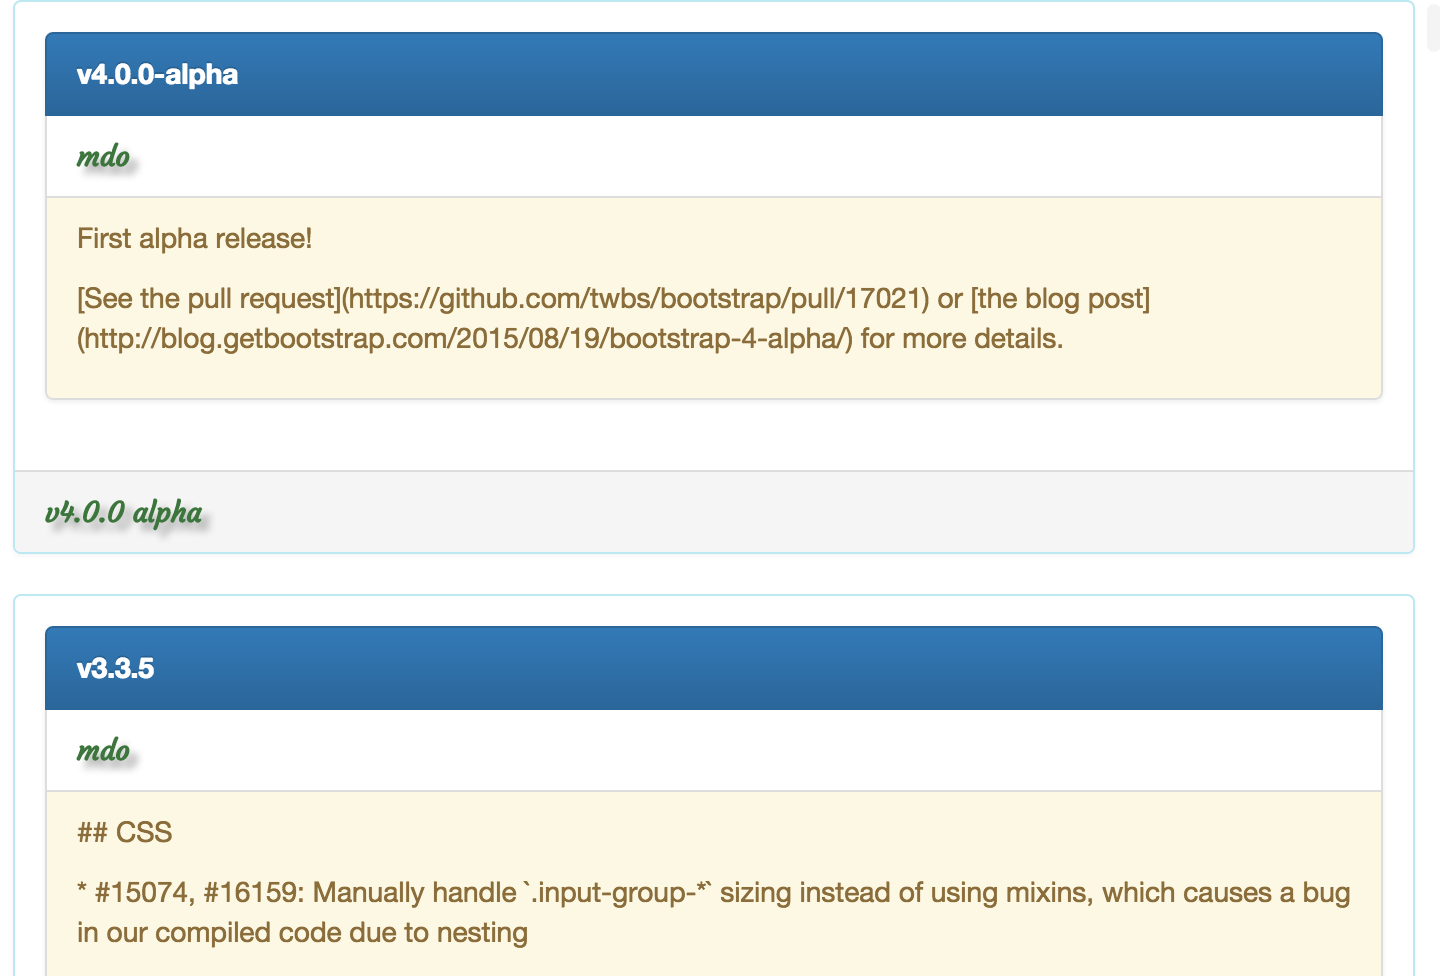 v4.0.0-alpha
mdo
First alpha release!
[See the pull request](https://github.com/twbs/bootstrap/pull/17021) or [the blog post]
(http://blog.getbootstrap.com/2015/08/19/bootstrap-4-alpha/) for more details.
v4.0.0 alpha
v3.3.5
mdo
## CSS
* #15074, #16159: Manually handle `.input-group-*` sizing instead of using mixins, which causes a bug
in our compiled code due to nesting